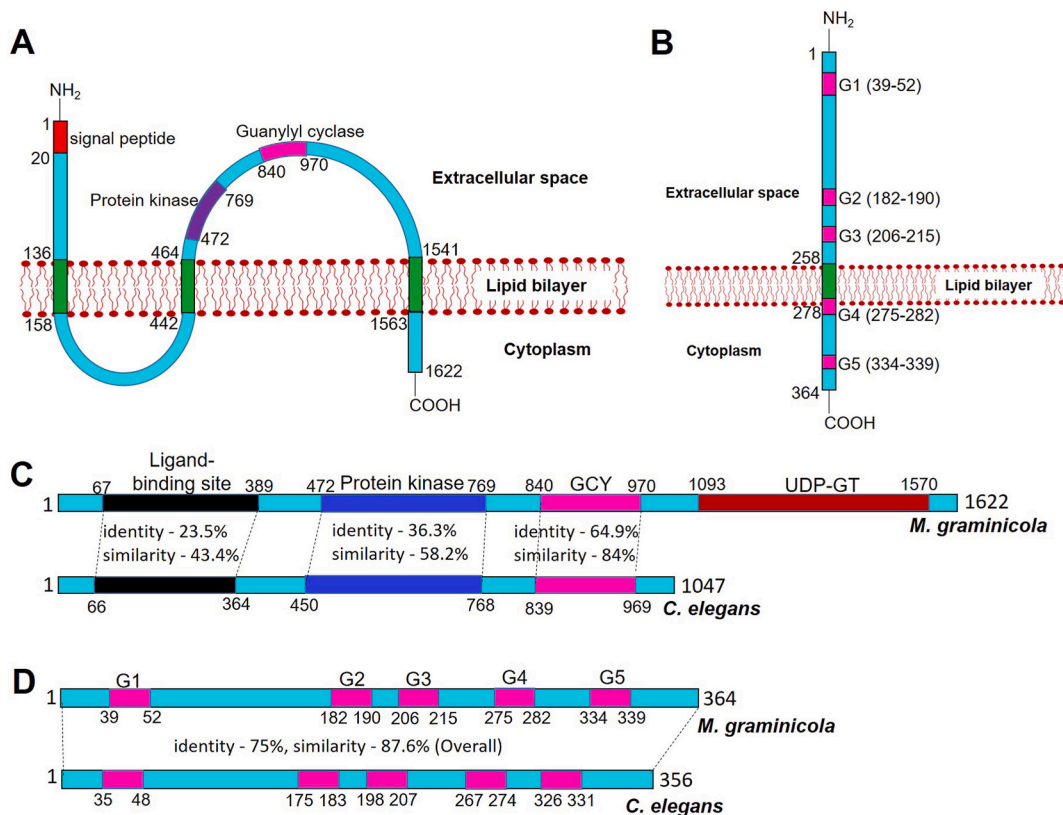 A
NH2
1
signal peptide
20
136
158
Protein kinase
Guanylyl cyclase
840
970
769
472
464
442
Extracellular space
1541
Lipid bilayer
1563
Cytoplasm
1622
COOH
B
NH2
1
G1 (39-52)
Extracellular space
G2 (182-190)
G3 (206-215)
258
Lipid bilayer
278
G4 (275-282)
Cytoplasm
G5 (334-339)
364
COOH
C
Ligand-
binding site
67
389
472
Protein kinase
769
840
GCY
970
1093
UDP-GT
1570
1
1622
M. graminicola
identity - 23.5%
similarity - 43.4%
identity - 36.3%
similarity - 58.2%
identity - 64.9%
similarity - 84%
1
1047
66
364
450
768
839
969
C. elegans
D
G1
G2
G3
G4
G5
1
364
39
52
182
190
206
215
275
282
334
339
M. graminicola
identity - 75%, similarity - 87.6% (Overall)
1
356
35
48
175
183
198
207
267
274
326
331
C. elegans